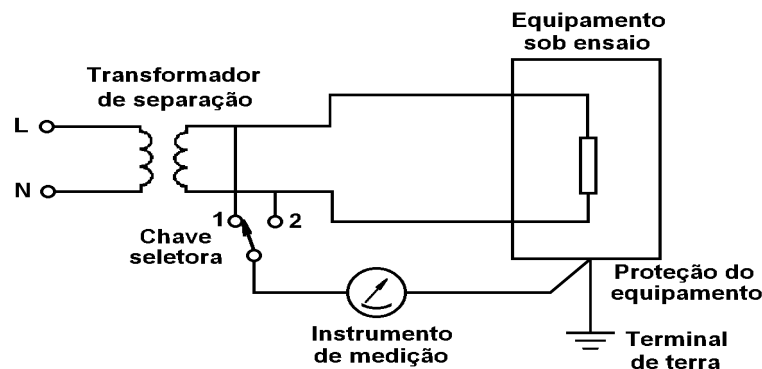 Equipamento
sob ensaio
Transformador
de separação
L
N
1
2
Chave
seletora
Proteção do
equipamento
Instrumento
de medição
Terminal
de terra